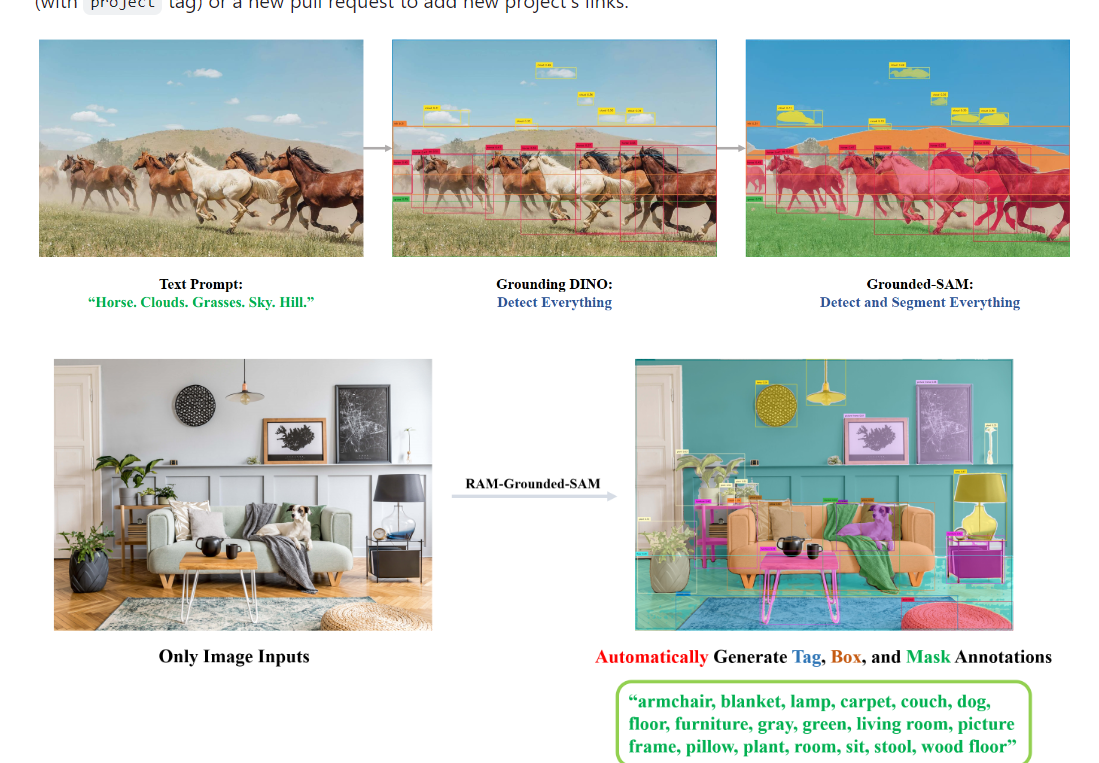 (with project tag) or a new pull request to add new project's links.
Text Prompt:
“Horse. Clouds. Grasses. Sky. Hill.”
Grounding DINO:
Detect Everything
Grounded-SAM:
Detect and Segment Everything
RAM-Grounded-SAM
Only Image Inputs
Automatically Generate Tag, Box, and Mask Annotations
“armchair, blanket, lamp, carpet, couch, dog,
floor, furniture, gray, green, living room, picture
frame, pillow, plant, room, sit, stool, wood floor”